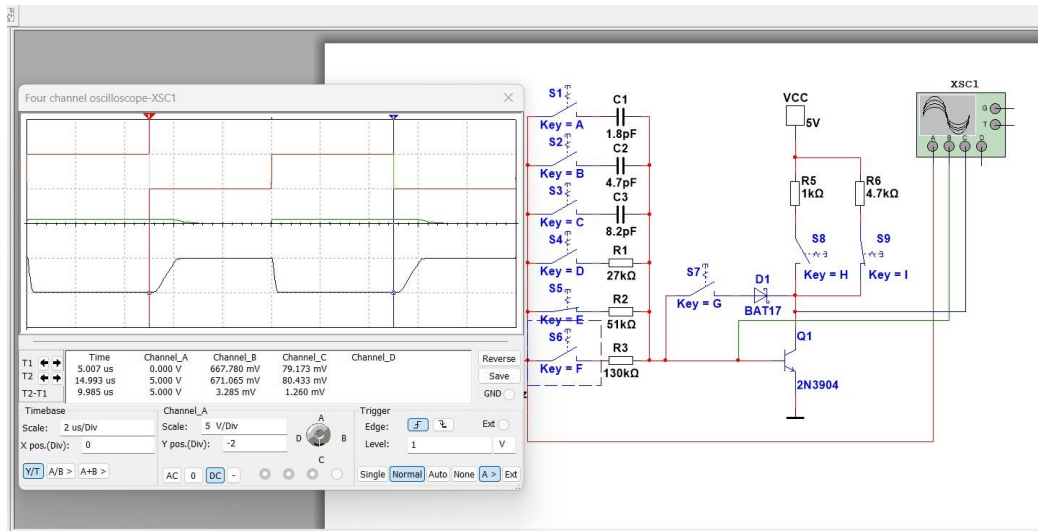 Four channel oscilloscope-XSC1
Time Channel_A Channel_B Channel_C Channel_D
T1 5.007 us 0.000 V 667.780 mV 79.173 mV
T2 14.993 us 5.000 V 671.065 mV 80.433 mV
T2-T1 9.985 us 5.000 V 3.285 mV 1.260 mV
Reverse
Save
GND
Timebase
Scale: 2 us/Div
X pos.(Div): 0
Y/T A/B > A+B >
Channel_A
Scale: 5 V/Div
Y pos.(Div): -2
AC 0 DC -
A
B
C
D
Trigger
Edge:
Ext
Level: 1 V
Single Normal Auto None A > Ext
S1
Key = A
C1
1.8pF
S2
Key = B
C2
4.7pF
S3
Key = C
C3
8.2pF
S4
Key = D
R1
27kΩ
S5
Key = E
R2
51kΩ
S6
Key = F
R3
130kΩ
z
S7
Key = G
D1
BAT17
VCC
5V
R5
1kΩ
R6
4.7kΩ
S8
Key = H
S9
Key = I
Q1
2N3904
XSC1
G
T
A B C D